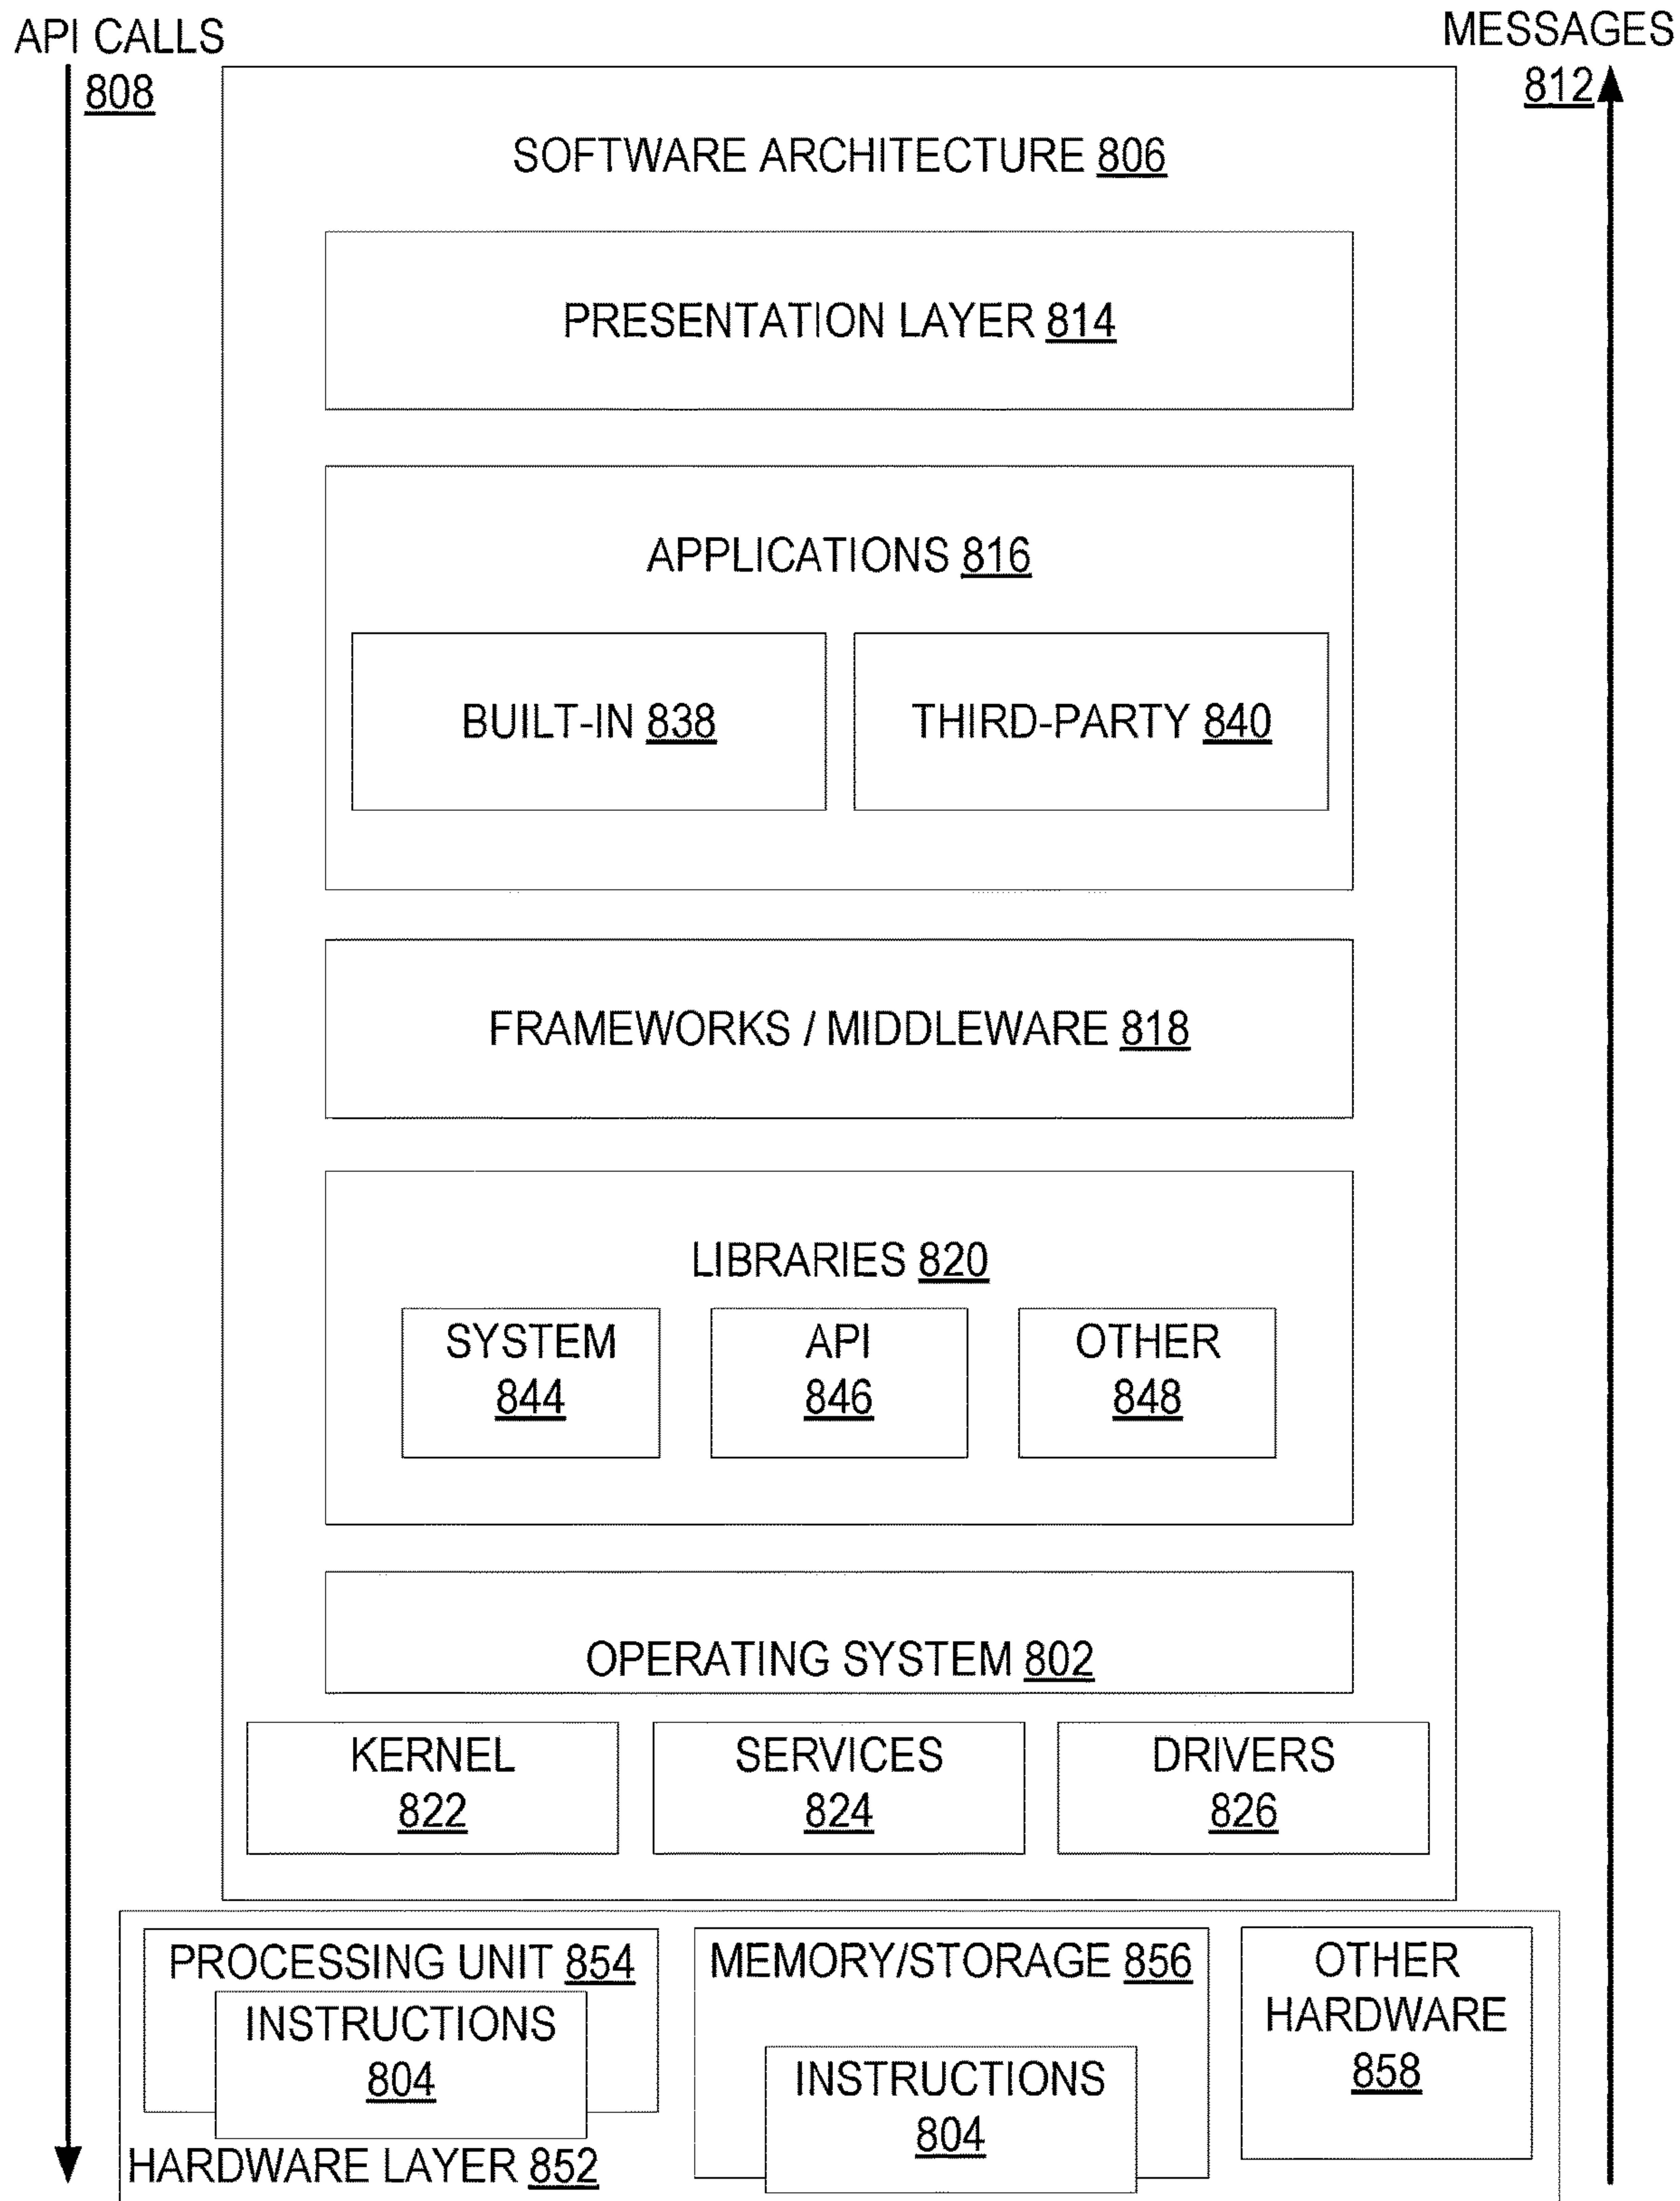 API CALLS
808
MESSAGES
812
SOFTWARE ARCHITECTURE 806
PRESENTATION LAYER 814
APPLICATIONS 816
BUILT-IN 838
THIRD-PARTY 840
FRAMEWORKS / MIDDLEWARE 818
LIBRARIES 820
SYSTEM
844
API
846
OTHER
848
OPERATING SYSTEM 802
KERNEL
822
SERVICES
824
DRIVERS
826
PROCESSING UNIT 854
INSTRUCTIONS
804
MEMORY/STORAGE 856
INSTRUCTIONS
804
OTHER
HARDWARE
858
HARDWARE LAYER 852